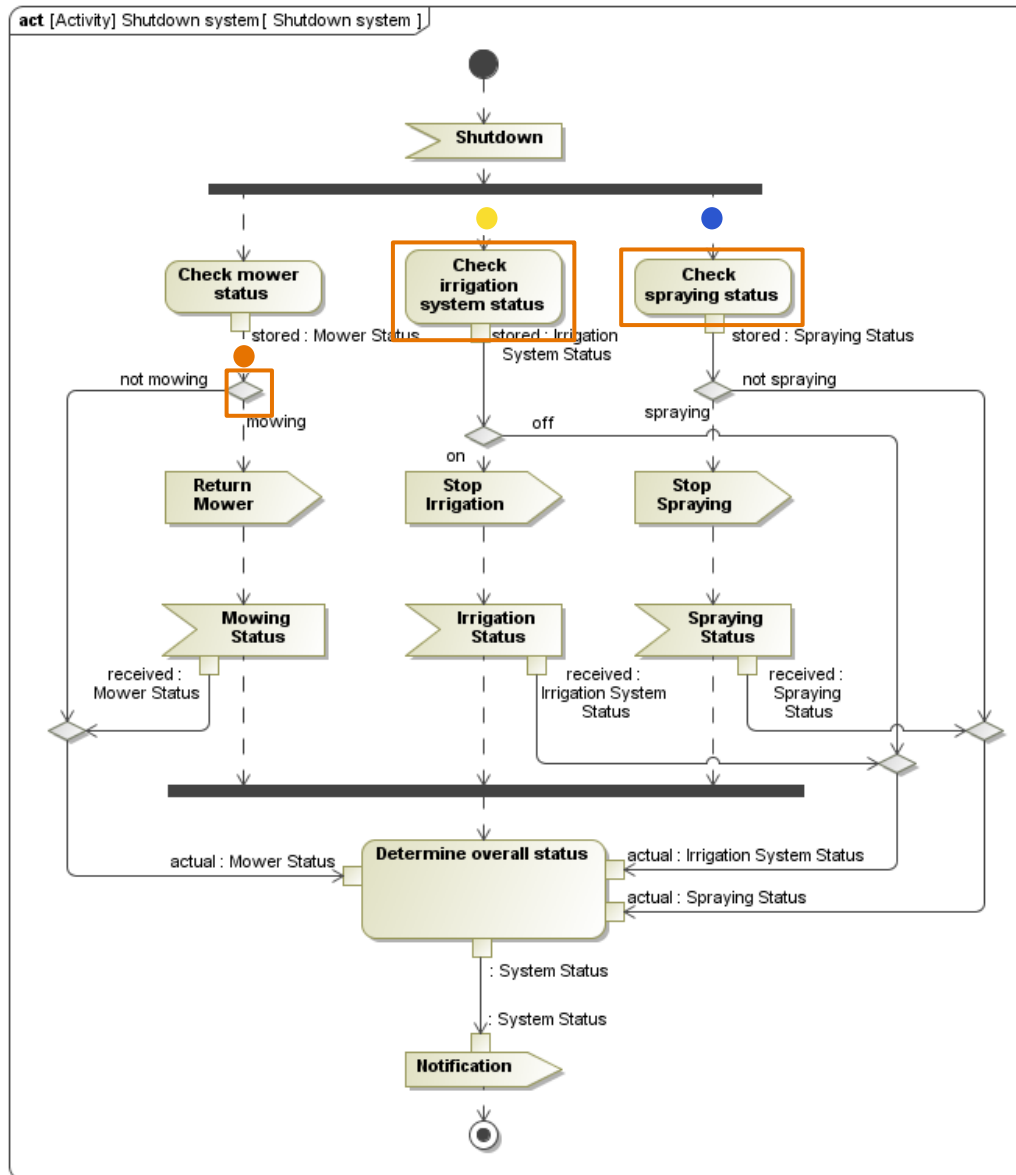 act [Activity] Shutdown system[ Shutdown system ]
Shutdown
Check mower
status
Check
irrigation
system status
Check
spraying status
stored : Mower Status
stored : Irrigation
System Status
stored : Spraying Status
not mowing
mowing
off
on
spraying
not spraying
Return
Mower
Stop
Irrigation
Stop
Spraying
Mowing
Status
Irrigation
Status
Spraying
Status
received :
Mower Status
received :
Irrigation System
Status
received :
Spraying
Status
Determine overall status
actual : Mower Status
actual : Irrigation System Status
actual : Spraying Status
: System Status
: System Status
Notification